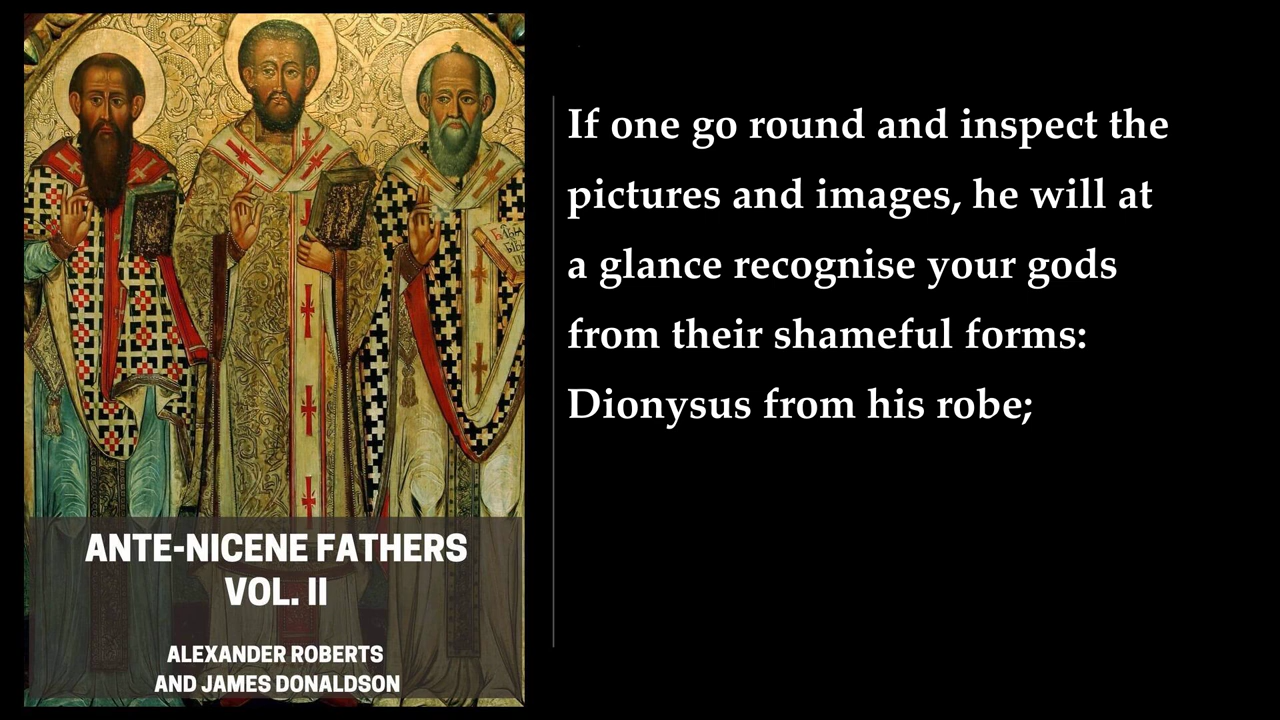 If one go round and inspect the
pictures and images, he will at
a glance recognise your gods
from their shameful forms:
Dionysus from his robe;
ANTE-NICENE FATHERS
VOL. II
ALEXANDER ROBERTS
AND JAMES DONALDSON